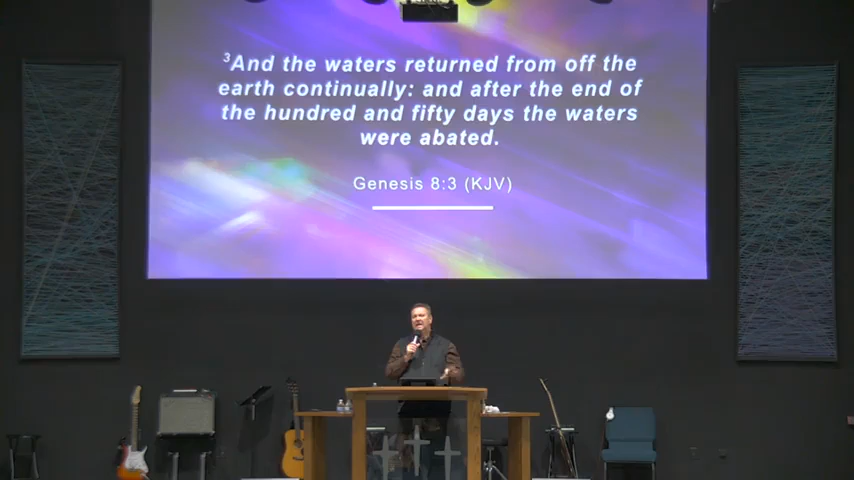 ³And the waters returned from off the
earth continually: and after the end of
the hundred and fifty days the waters
were abated.
Genesis 8:3 (KJV)